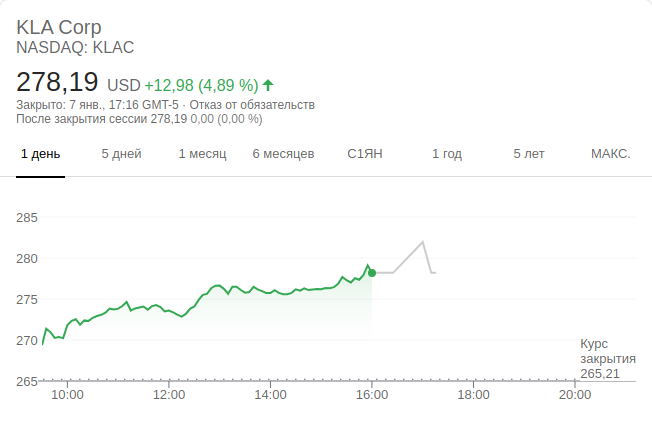 KLA Corp
NASDAQ: KLAC
278,19 USD +12,98 (4,89 %)
Закрыто: 7 янв., 17:16 GMT-5 · Отказ от обязательств
После закрытия сессии 278,19 0,00 (0,00 %)
1 день 5 дней 1 месяц 6 месяцев С1ЯН 1 год 5 лет МАКС.
285
280
275
270
265
Курс
закрытия
265,21
10:00 12:00 14:00 16:00 18:00 20:00